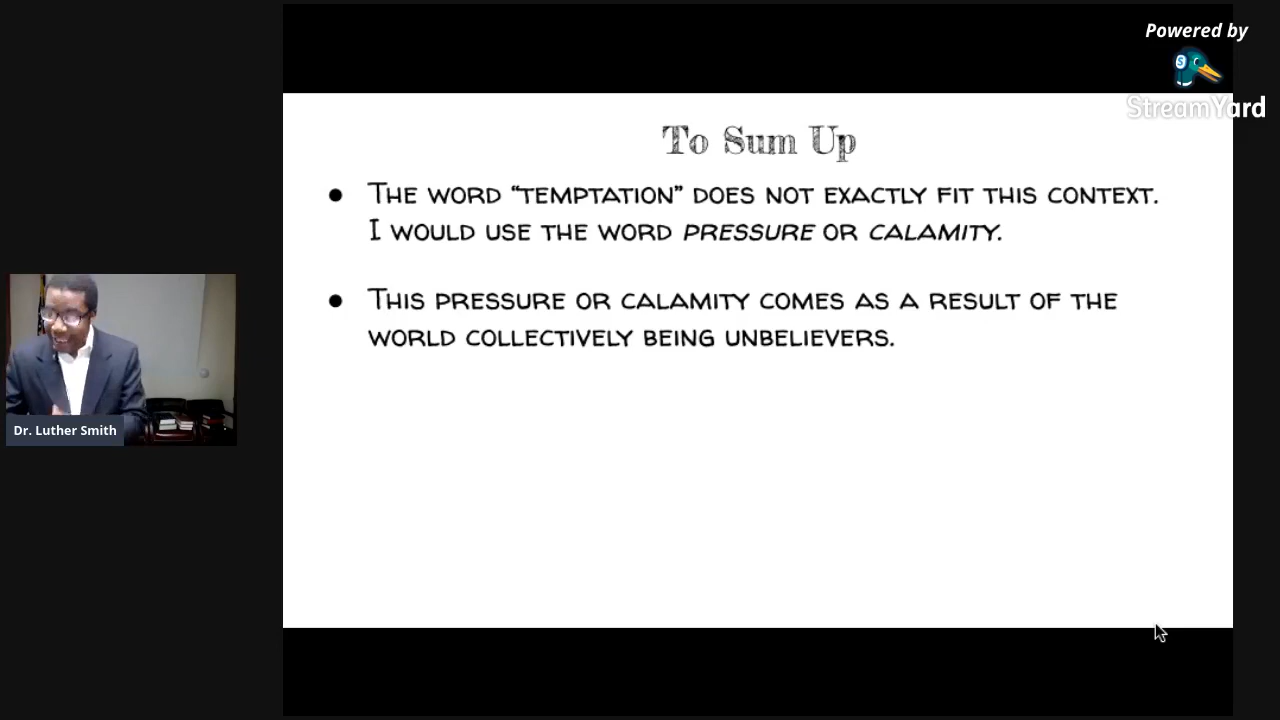 Powered by
StreamYard
To Sum Up
● The word “temptation” does not exactly fit this context.
I would use the word pressure or calamity.
● This pressure or calamity comes as a result of the
world collectively being unbelievers.
Dr. Luther Smith